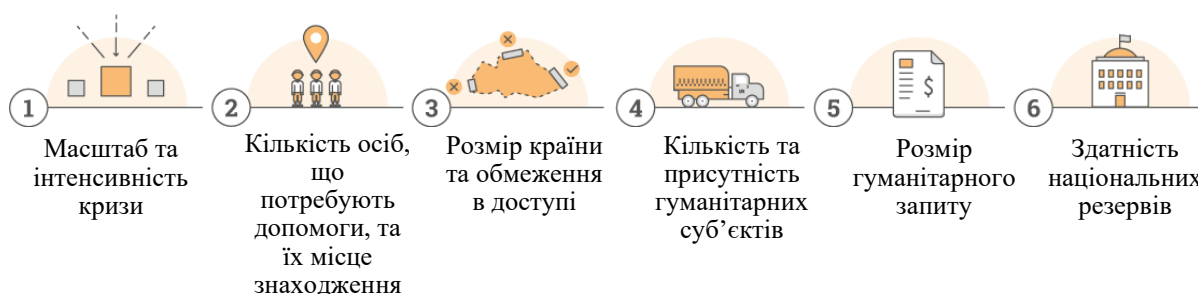 1
Масштаб та
інтенсивність
кризи
2
Кількість осіб,
що
потребують
допомоги, та
їх місце
знаходження
3
Розмір країни
та обмеження
в доступі
4
Кількість та
присутність
гуманітарних
суб’єктів
5
$
Розмір
гуманітарного
запиту
6
Здатність
національних
резервів